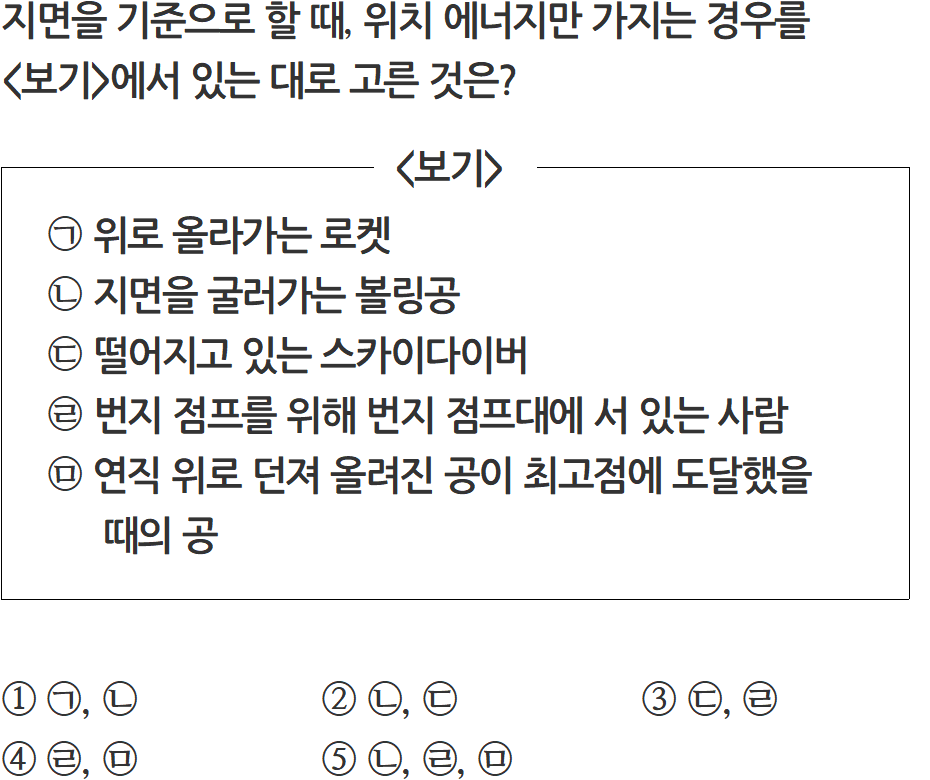 지면을 기준으로 할 때, 위치 에너지만 가지는 경우를
<보기>에서 있는 대로 고른 것은?
<보기>
㉠ 위로 올라가는 로켓
㉡ 지면을 굴러가는 볼링공
㉢ 떨어지고 있는 스카이다이버
㉣ 번지 점프를 위해 번지 점프대에 서 있는 사람
㉤ 연직 위로 던져 올려진 공이 최고점에 도달했을
때의 공
① ㉠, ㉡ ② ㉡, ㉢ ③ ㉢, ㉣
④ ㉣, ㉤ ⑤ ㉡, ㉣, ㉤